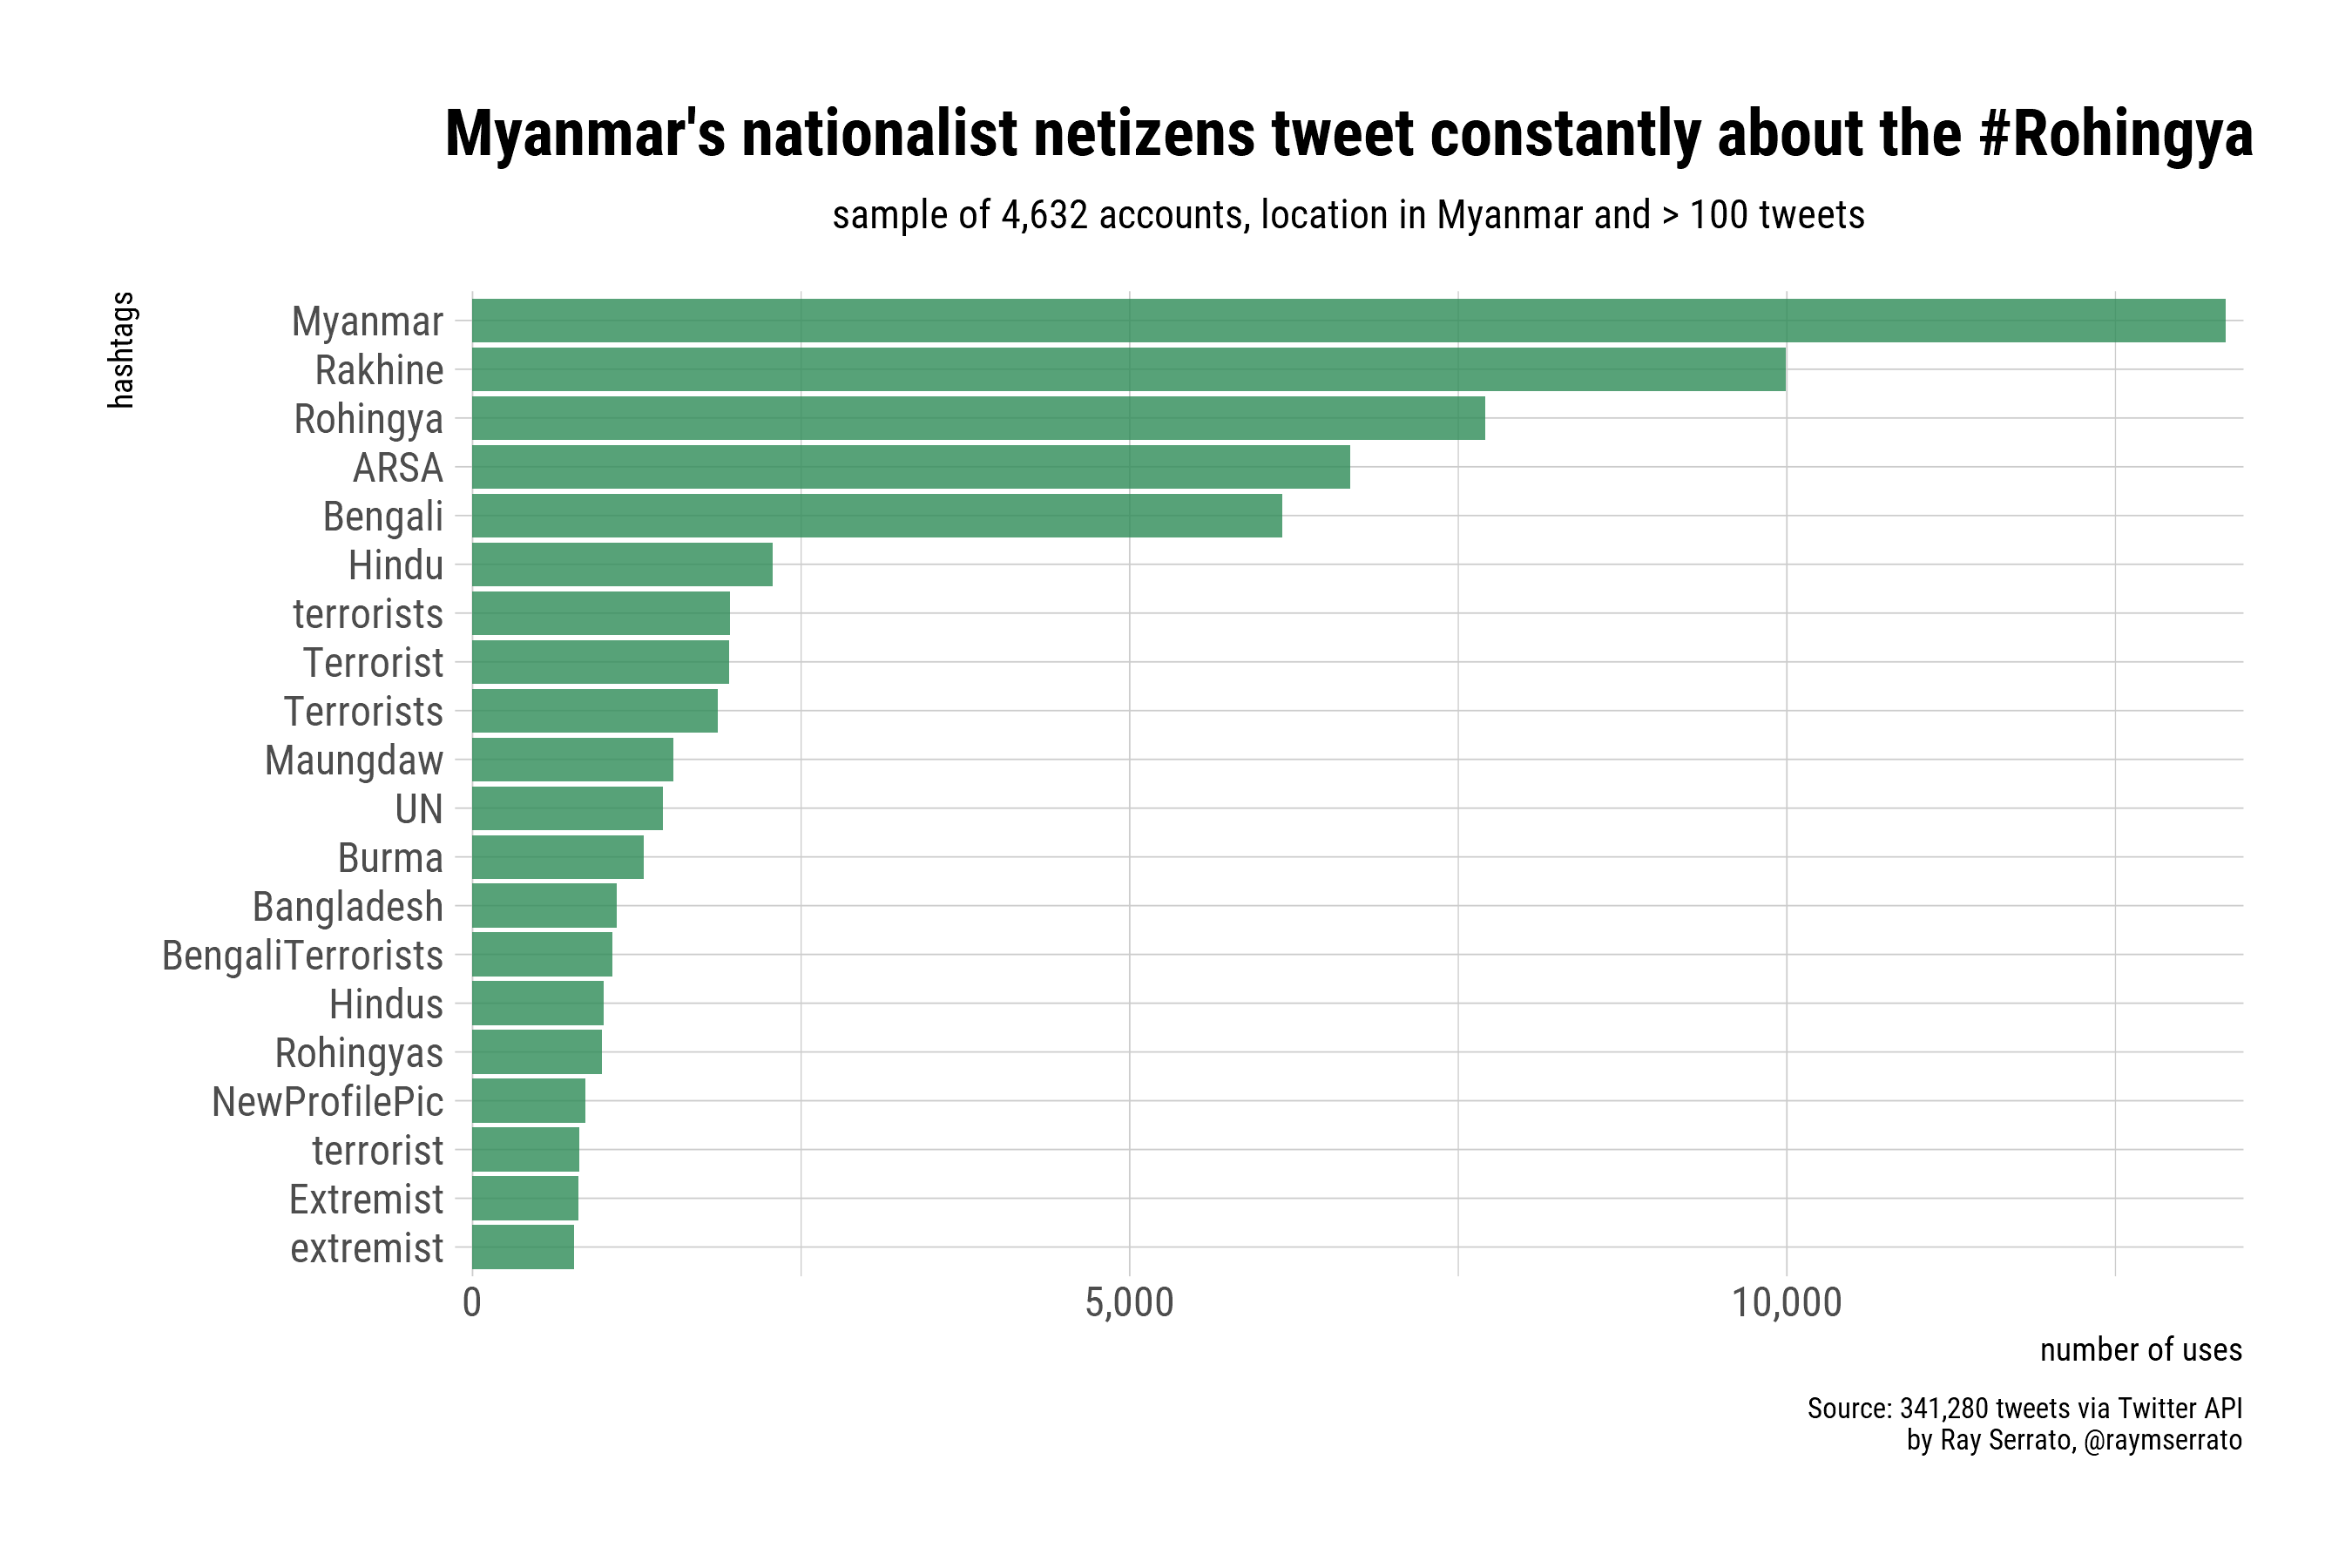 Myanmar's nationalist netizens tweet constantly about the #Rohingya
sample of 4,632 accounts, location in Myanmar and > 100 tweets
hashtags
Myanmar
Rakhine
Rohingya
ARSA
Bengali
Hindu
terrorists
Terrorist
Terrorists
Maungdaw
UN
Burma
Bangladesh
BengaliTerrorists
Hindus
Rohingyas
NewProfilePic
terrorist
Extremist
extremist
0 5,000 10,000
number of uses
Source: 341,280 tweets via Twitter API
by Ray Serrato, @raymserrato